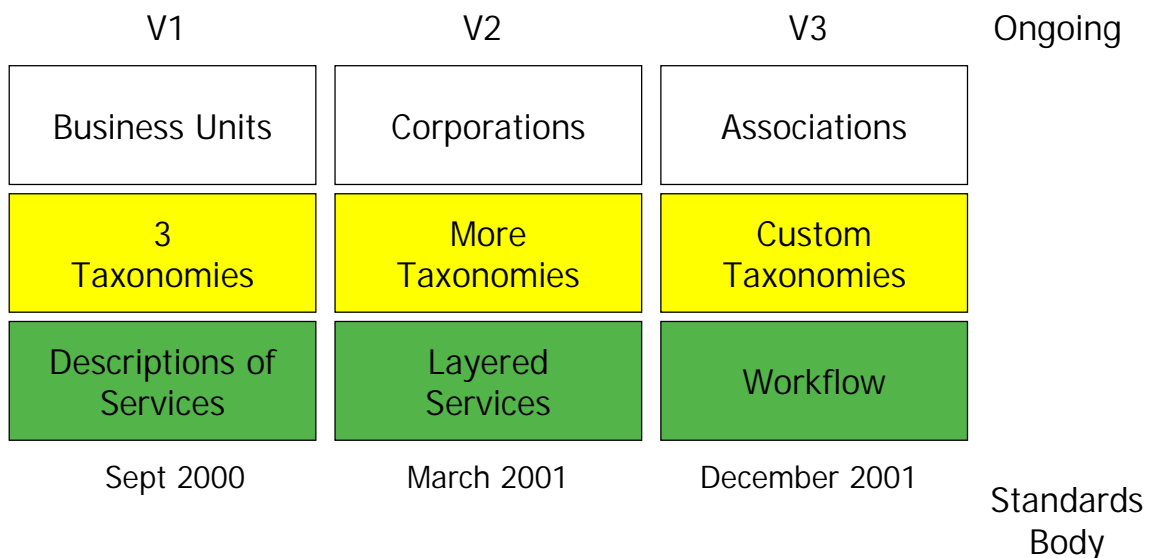 V1 V2 V3 Ongoing
Business Units Corporations Associations
3 More Custom
Taxonomies Taxonomies Taxonomies
Descriptions of Layered Workflow
Services Services
Sept 2000 March 2001 December 2001
Standards
Body